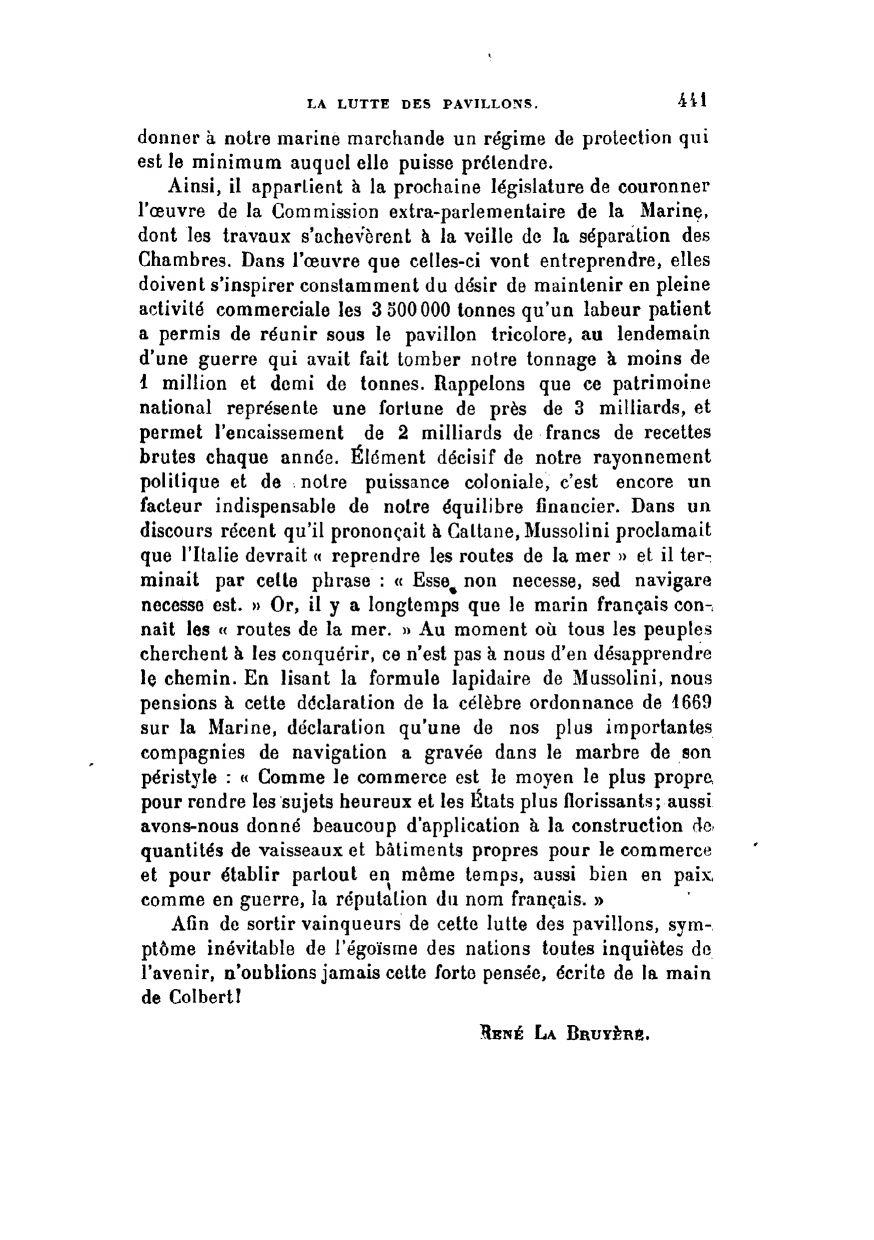 LA LUTTE DES PAVILLONS. 441
donner à notre marine marchande un régime de protection qui
est le minimum auquel elle puisse prétendre.
Ainsi, il appartient à la prochaine législature de couronner
l'œuvre de la Commission extra-parlementaire de la Marine,
dont les travaux s'achevèrent à la veille de la séparation des
Chambres. Dans l'œuvre que celles-ci vont entreprendre, elles
doivent s'inspirer constamment du désir de maintenir en pleine
activité commerciale les 3 500 000 tonnes qu'un labeur patient
a permis de réunir sous le pavillon tricolore, au lendemain
d'une guerre qui avait fait tomber notre tonnage à moins de
1 million et demi de tonnes. Rappelons que ce patrimoine
national représente une fortune de près de 3 milliards, et
permet l'encaissement de 2 milliards de francs de recettes
brutes chaque année. Élément décisif de notre rayonnement
politique et de notre puissance coloniale, c'est encore un
facteur indispensable de notre équilibre financier. Dans un
discours récent qu'il prononçait à Cattane, Mussolini proclamait
que l'Italie devrait « reprendre les routes de la mer » et il ter-
minait par cette phrase : « Esse non necesse, sed navigare
necesse est. » Or, il y a longtemps que le marin français con-
naît les « routes de la mer. » Au moment où tous les peuples
cherchent à les conquérir, ce n'est pas à nous d'en désapprendre
le chemin. En lisant la formule lapidaire de Mussolini, nous
pensions à cette déclaration de la célèbre ordonnance de 1669
sur la Marine, déclaration qu'une de nos plus importantes
compagnies de navigation a gravée dans le marbre de son
péristyle : « Comme le commerce est le moyen le plus propre
pour rendre les sujets heureux et les États plus florissants; aussi
avons-nous donné beaucoup d'application à la construction de
quantités de vaisseaux et bâtiments propres pour le commerce
et pour établir partout en même temps, aussi bien en paix
comme en guerre, la réputation du nom français. »
Afin de sortir vainqueurs de cette lutte des pavillons, sym-
ptôme inévitable de l'égoïsme des nations toutes inquiètes de
l'avenir, n'oublions jamais cette forte pensée, écrite de la main
de Colbert!
RENÉ LA BRUYÈRE.